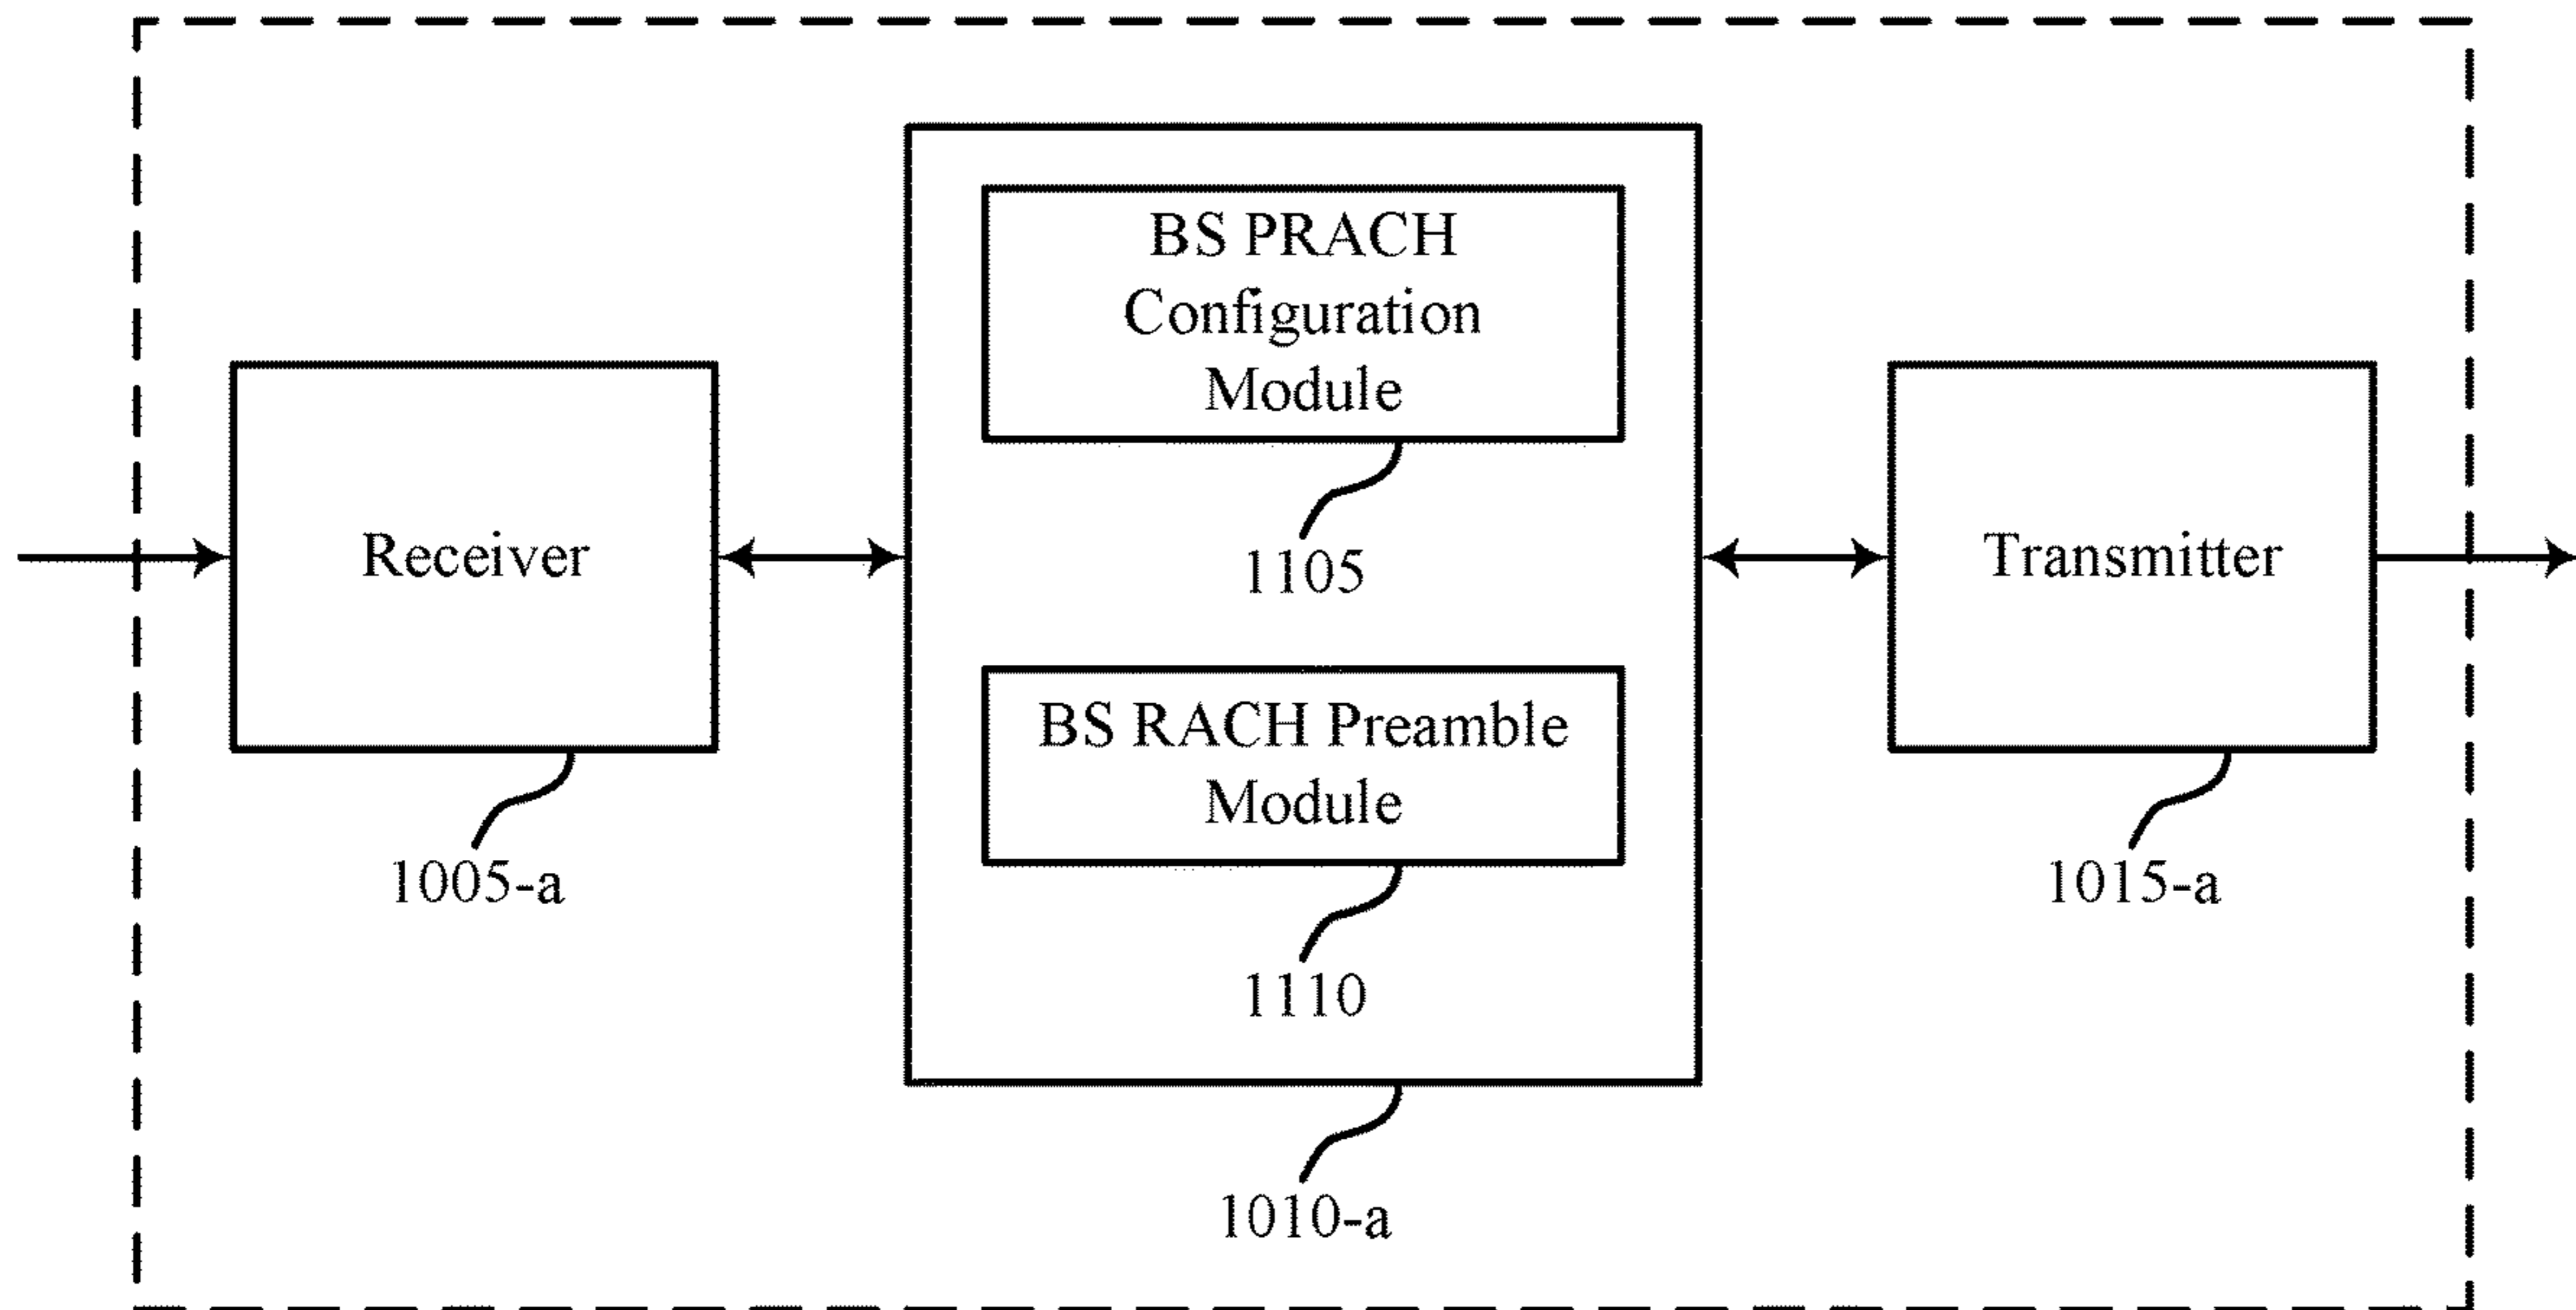 BS PRACH
Configuration
Module
1105
Receiver
1005-a
BS RACH Preamble
Module
1110
1010-a
Transmitter
1015-a